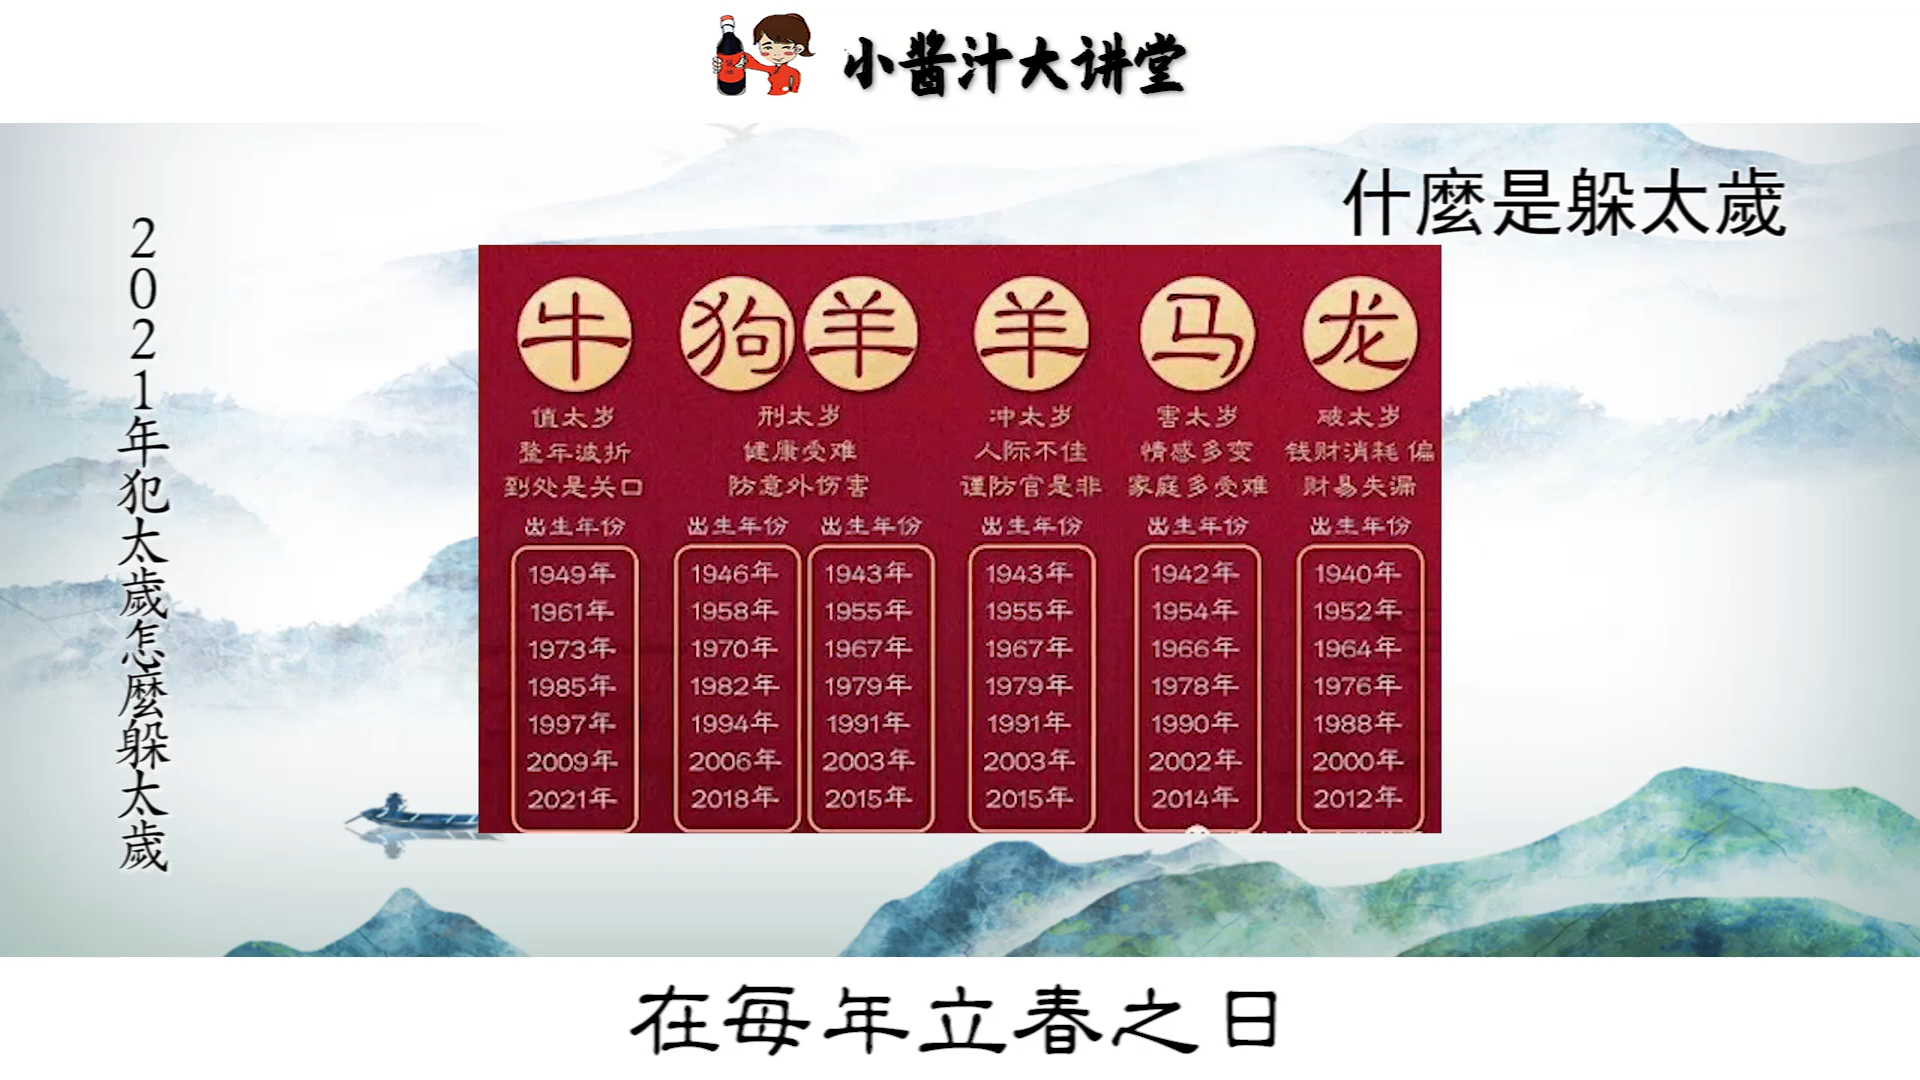 小酱汁大讲堂
什麼是躲太歲
2021年犯太歲怎麼躲太歲
牛 狗 羊 羊 马 龙
值太岁 刑太岁 冲太岁 害太岁 破太岁
整年波折 健康受难 人际不佳 情感多变 钱财消耗 偏
到处是关口 防意外伤害 谨防官是非 家庭多受难 财易失漏
出生年份 出生年份 出生年份 出生年份 出生年份 出生年份
1949年 1946年 1943年 1943年 1942年 1940年
1961年 1958年 1955年 1955年 1954年 1952年
1973年 1970年 1967年 1967年 1966年 1964年
1985年 1982年 1979年 1979年 1978年 1976年
1997年 1994年 1991年 1991年 1990年 1988年
2009年 2006年 2003年 2003年 2002年 2000年
2021年 2018年 2015年 2015年 2014年 2012年
在每年立春之日